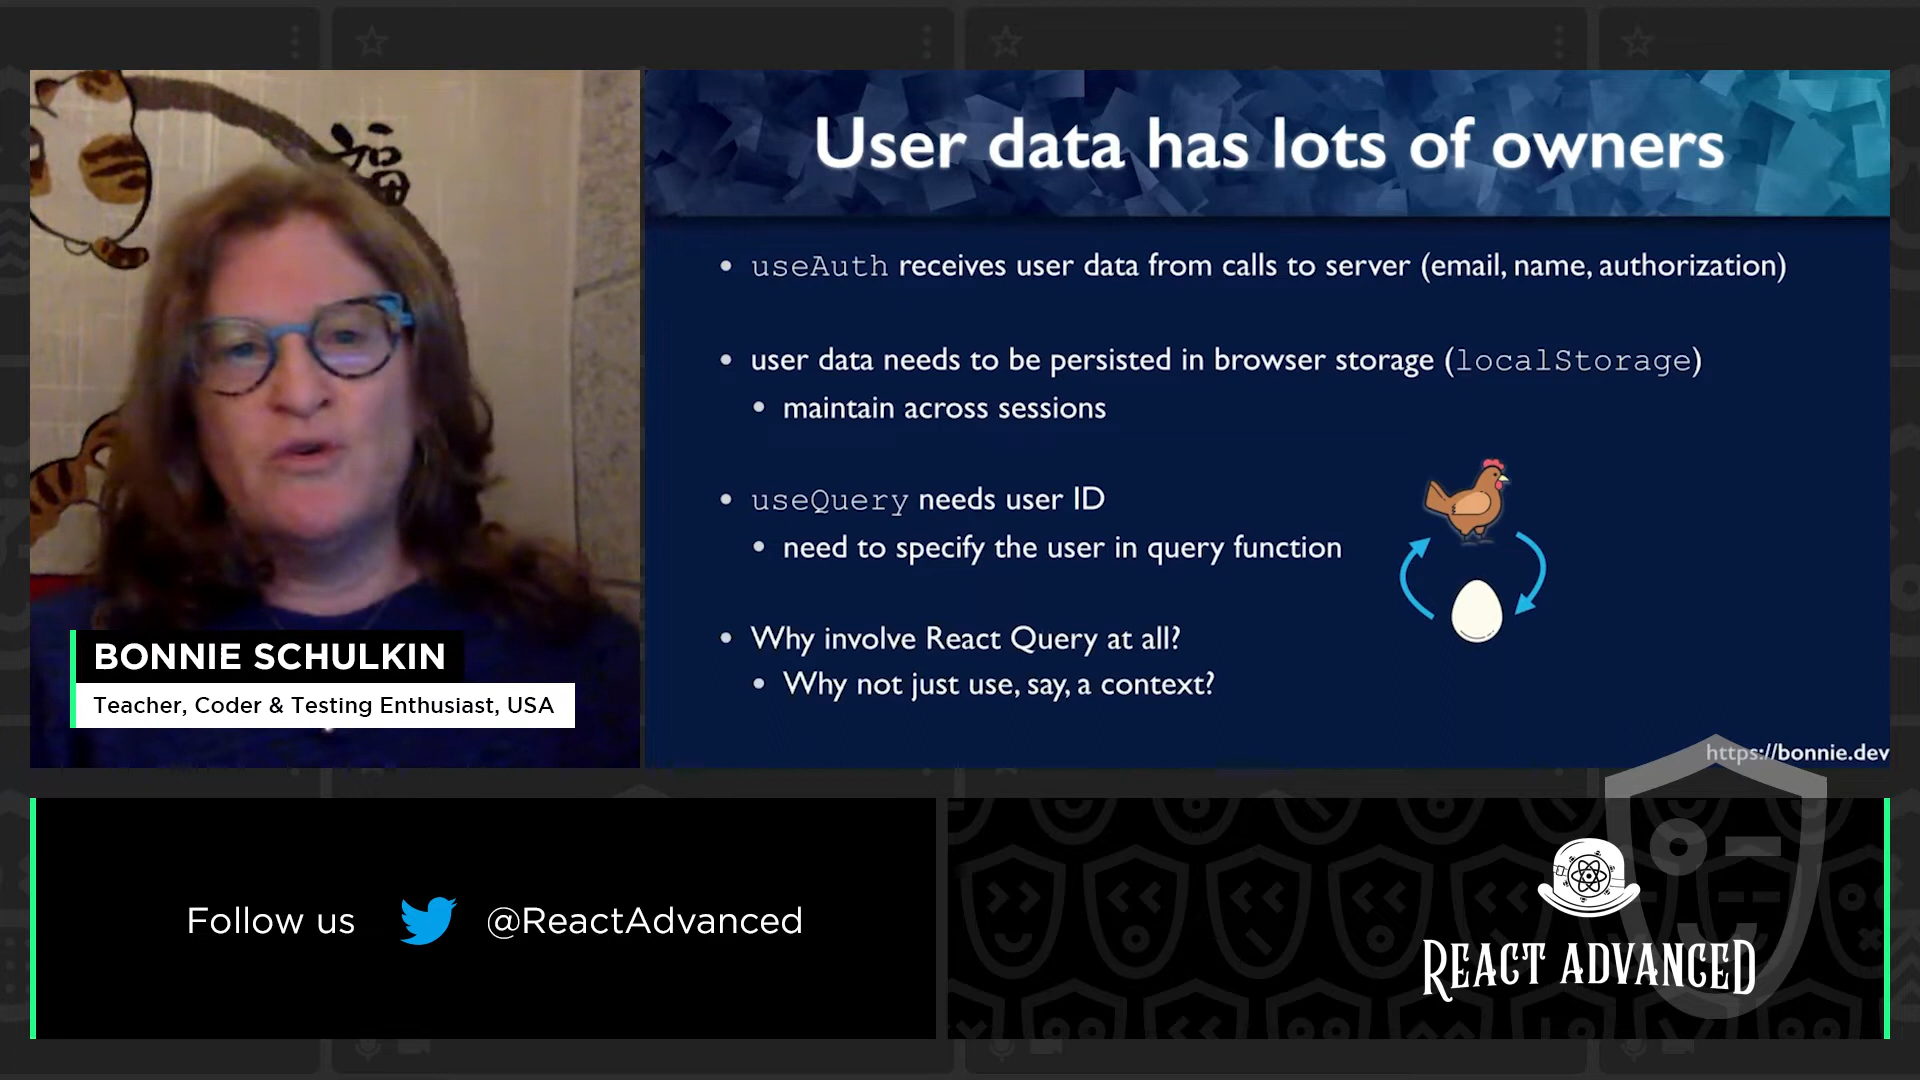 福
User data has lots of owners
• useAuth receives user data from calls to server (email, name, authorization)
• user data needs to be persisted in browser storage (localStorage)
• maintain across sessions
• useQuery needs user ID
• need to specify the user in query function
• Why involve React Query at all?
• Why not just use, say, a context?
https://bonnie.dev
BONNIE SCHULKIN
Teacher, Coder & Testing Enthusiast, USA
Follow us @ReactAdvanced
REACT ADVANCED